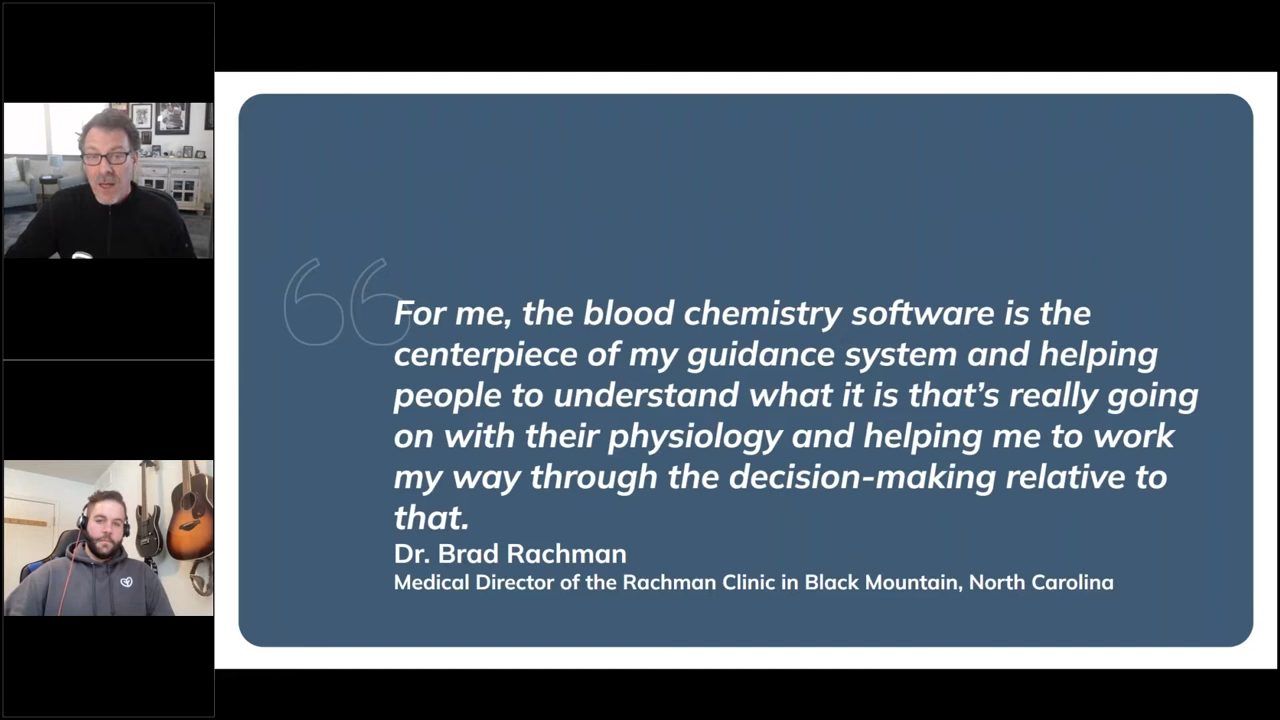 For me, the blood chemistry software is the
centerpiece of my guidance system and helping
people to understand what it is that’s really going
on with their physiology and helping me to work
my way through the decision-making relative to
that.
Dr. Brad Rachman
Medical Director of the Rachman Clinic in Black Mountain, North Carolina